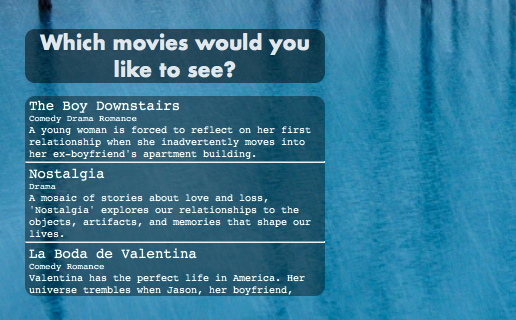 Which movies would you
like to see?
The Boy Downstairs
Comedy Drama Romance
A young woman is forced to reflect on her first
relationship when she inadvertently moves into
her ex-boyfriend's apartment building.
Nostalgia
Drama
A mosaic of stories about love and loss,
'Nostalgia' explores our relationships to the
objects, artifacts, and memories that shape our
lives.
La Boda de Valentina
Comedy Romance
Valentina has the perfect life in America. Her
universe trembles when Jason, her boyfriend,